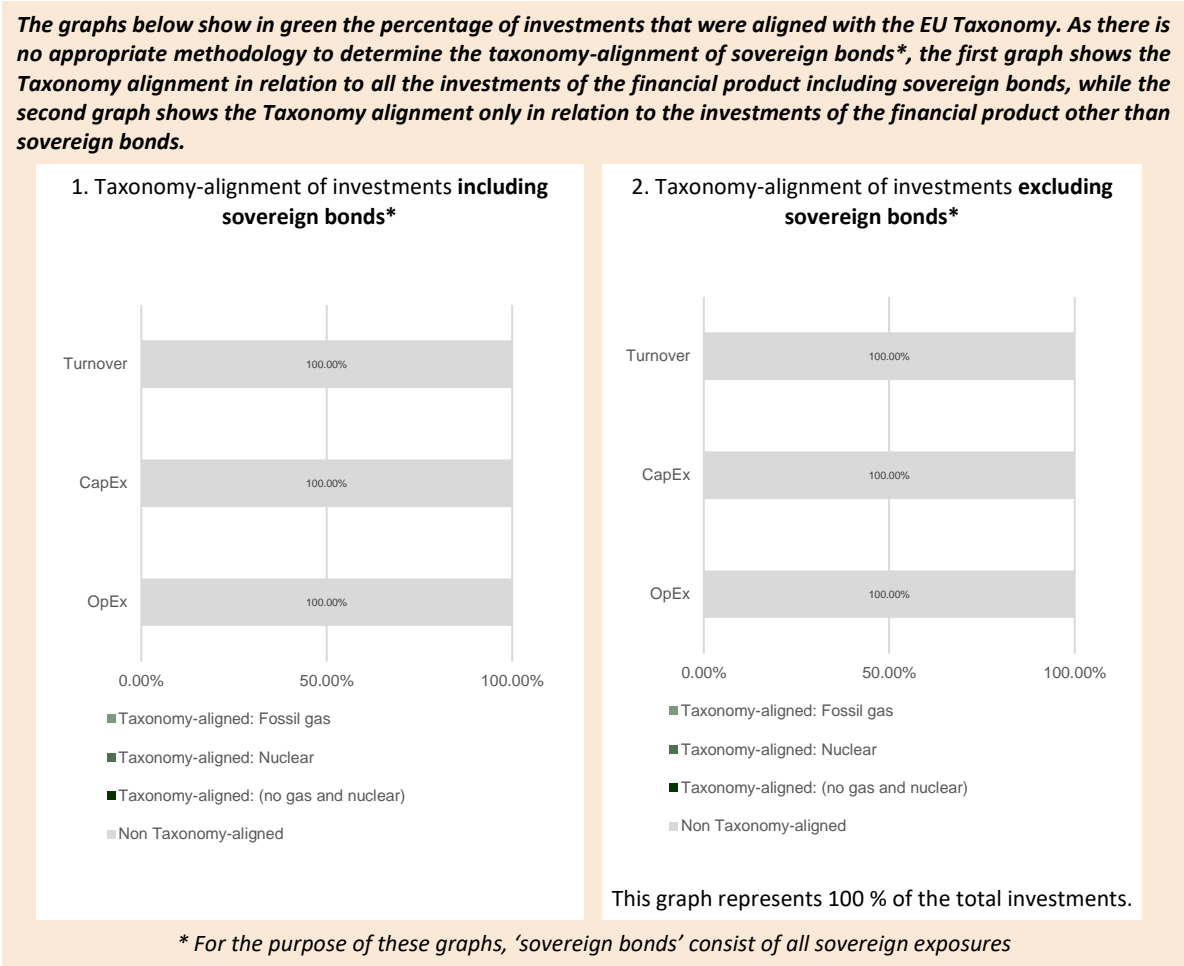 The graphs below show in green the percentage of investments that were aligned with the EU Taxonomy. As there is
no appropriate methodology to determine the taxonomy-alignment of sovereign bonds*, the first graph shows the
Taxonomy alignment in relation to all the investments of the financial product including sovereign bonds, while the
second graph shows the Taxonomy alignment only in relation to the investments of the financial product other than
sovereign bonds.
1. Taxonomy-alignment of investments including
sovereign bonds*
Turnover
100.00%
CapEx
100.00%
OpEx
100.00%
0.00% 50.00% 100.00%
Taxonomy-aligned: Fossil gas
Taxonomy-aligned: Nuclear
Taxonomy-aligned: (no gas and nuclear)
Non Taxonomy-aligned
2. Taxonomy-alignment of investments excluding
sovereign bonds*
Turnover
100.00%
CapEx
100.00%
OpEx
100.00%
0.00% 50.00% 100.00%
Taxonomy-aligned: Fossil gas
Taxonomy-aligned: Nuclear
Taxonomy-aligned: (no gas and nuclear)
Non Taxonomy-aligned
This graph represents 100 % of the total investments.
* For the purpose of these graphs, ‘sovereign bonds’ consist of all sovereign exposures